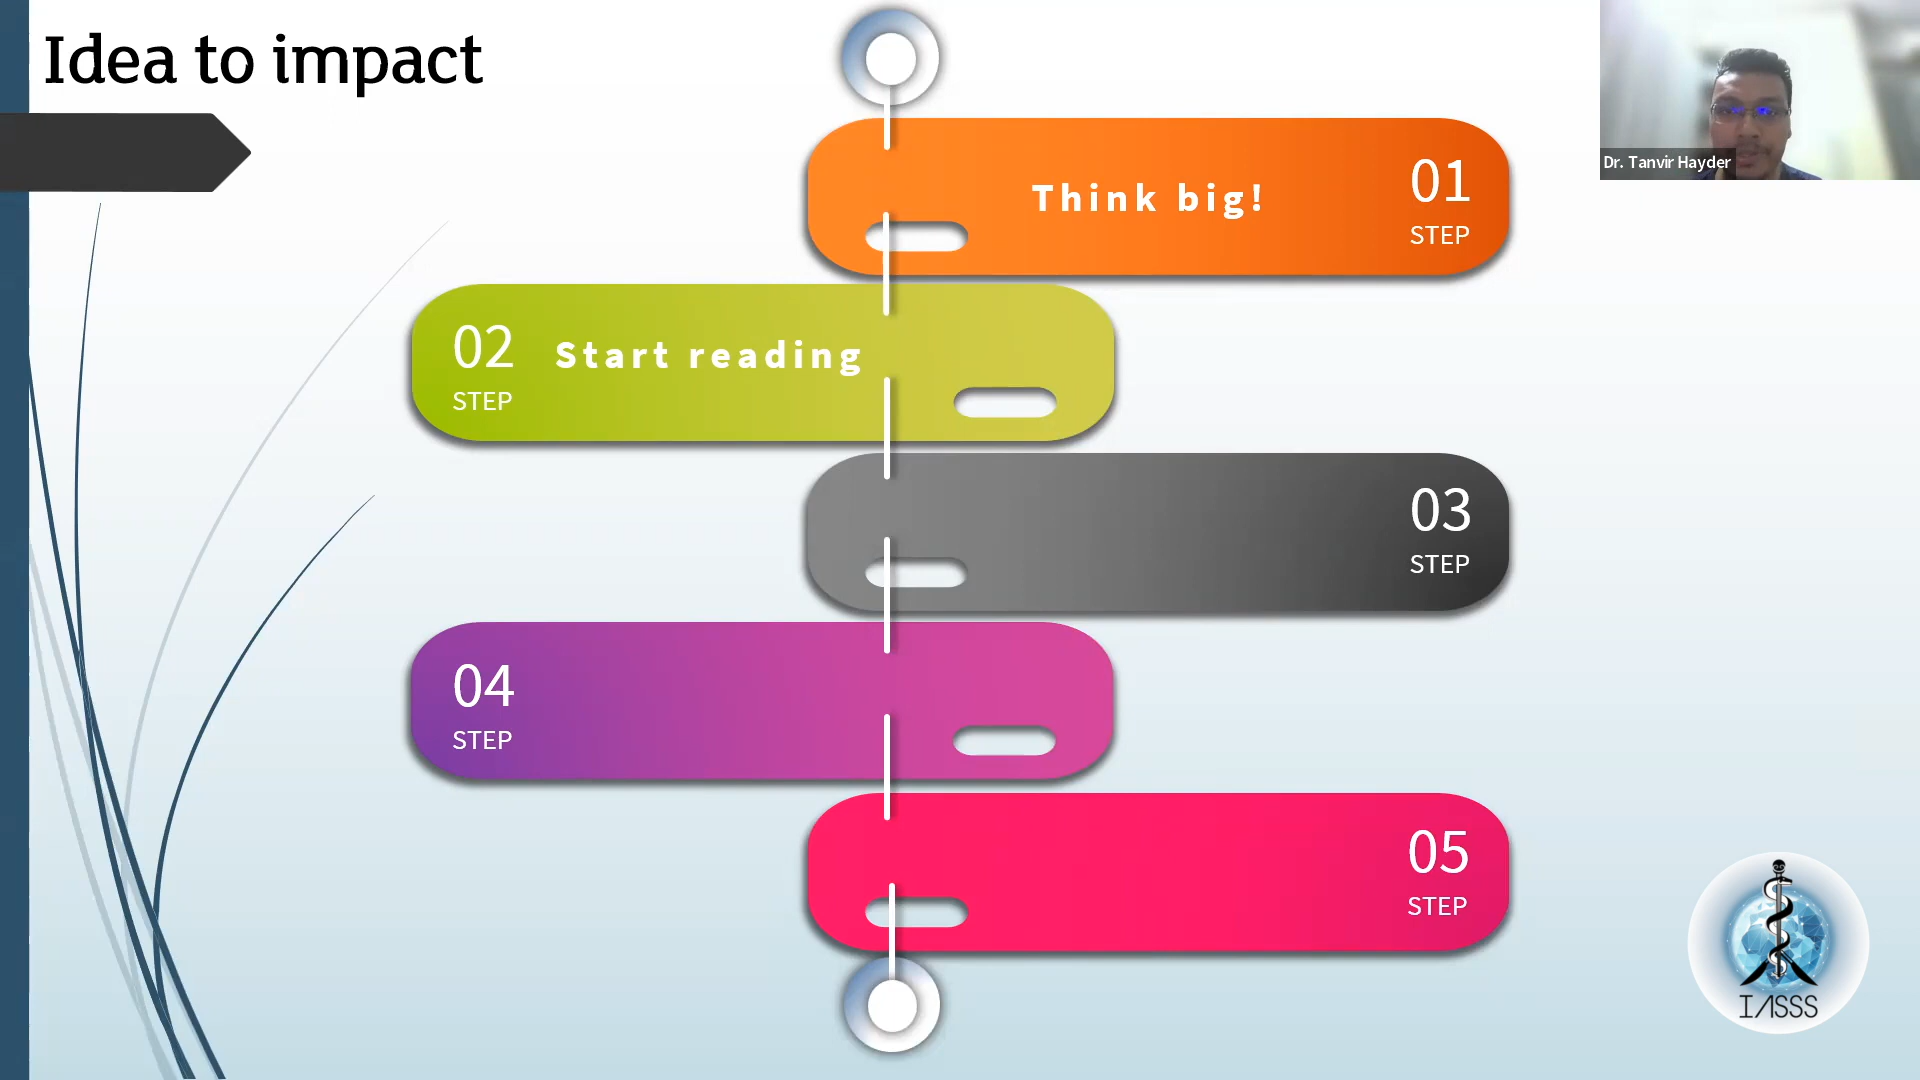 Idea to impact
Dr. Tanvir Hayder
Think big!
01
STEP
02
STEP
Start reading
03
STEP
04
STEP
05
STEP
IASSS